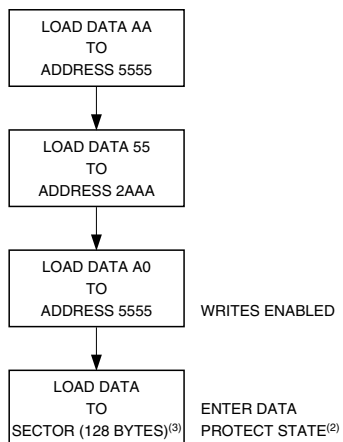 LOAD DATA AA
TO
ADDRESS 5555
LOAD DATA 55
TO
ADDRESS 2AAA
LOAD DATA A0
TO
ADDRESS 5555 WRITES ENABLED
LOAD DATA
TO ENTER DATA
SECTOR (128 BYTES)(3) PROTECT STATE(2)